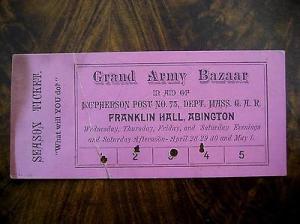 SEASON TICKET.
"What will YOU do?"
Grand Army Bazaar
IN AID OF
McPHERSON POST NO. 73, DEPT. MASS. G. A. R.
FRANKLIN HALL, ABINGTON
Wednesday, Thursday, Friday, and Saturday Evenings
and Saturday Afternoon - April 28 29 30 and May 1.
1 2 3 4 5